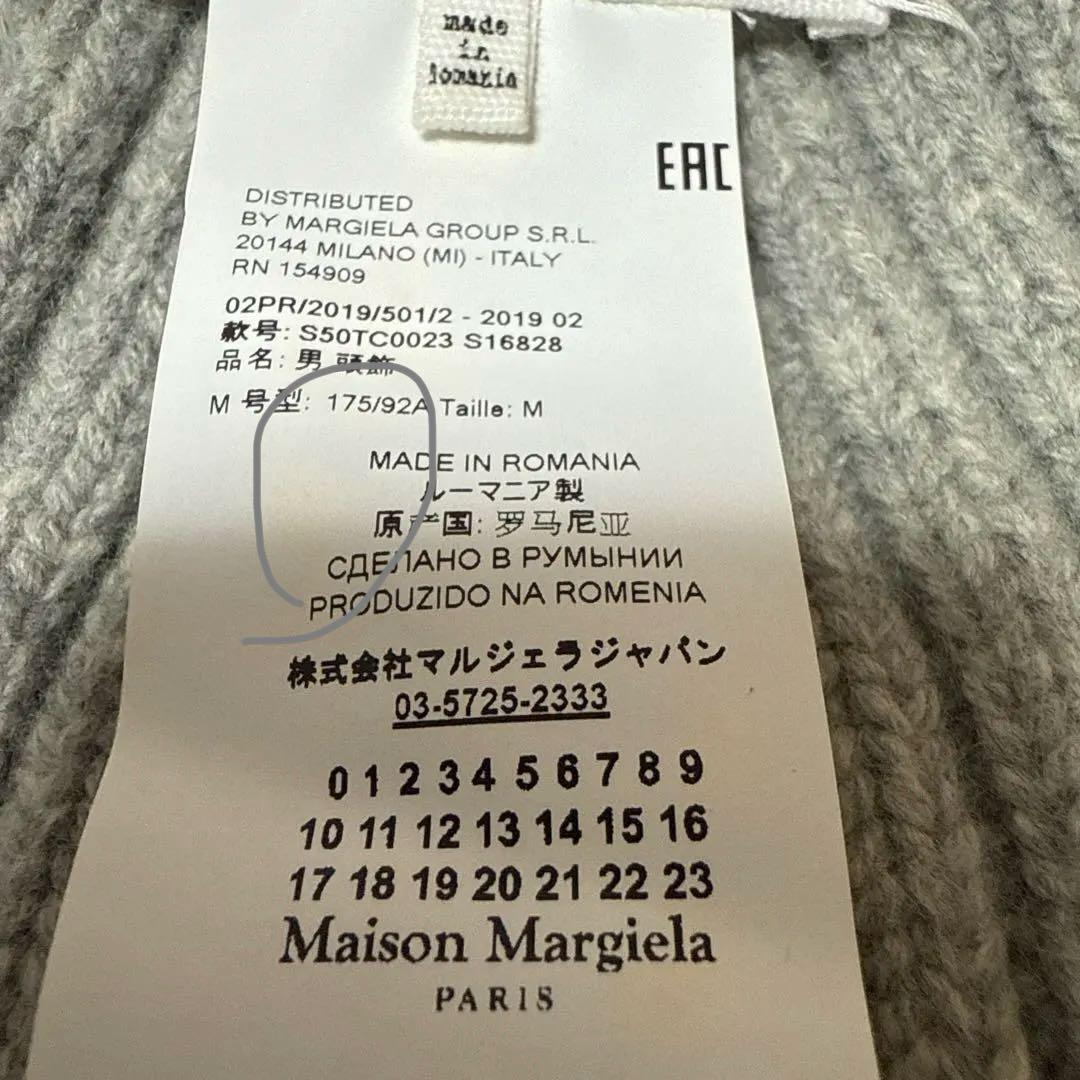 made
in
romania
EAC
DISTRIBUTED
BY MARGIELA GROUP S.R.L.
20144 MILANO (MI) - ITALY
RN 154909
02PR/2019/501/2 - 2019 02
款号: S50TC0023 S16828
品名: 男 頭飾
M 号型: 175/92A Taille: M
MADE IN ROMANIA
ルーマニア製
原产国: 罗马尼亚
СДЕЛАНО В РУМЫНИИ
PRODUZIDO NA ROMENIA
株式会社マルジェラジャパン
03-5725-2333
0 1 2 3 4 5 6 7 8 9
10 11 12 13 14 15 16
17 18 19 20 21 22 23
Maison Margiela
PARIS